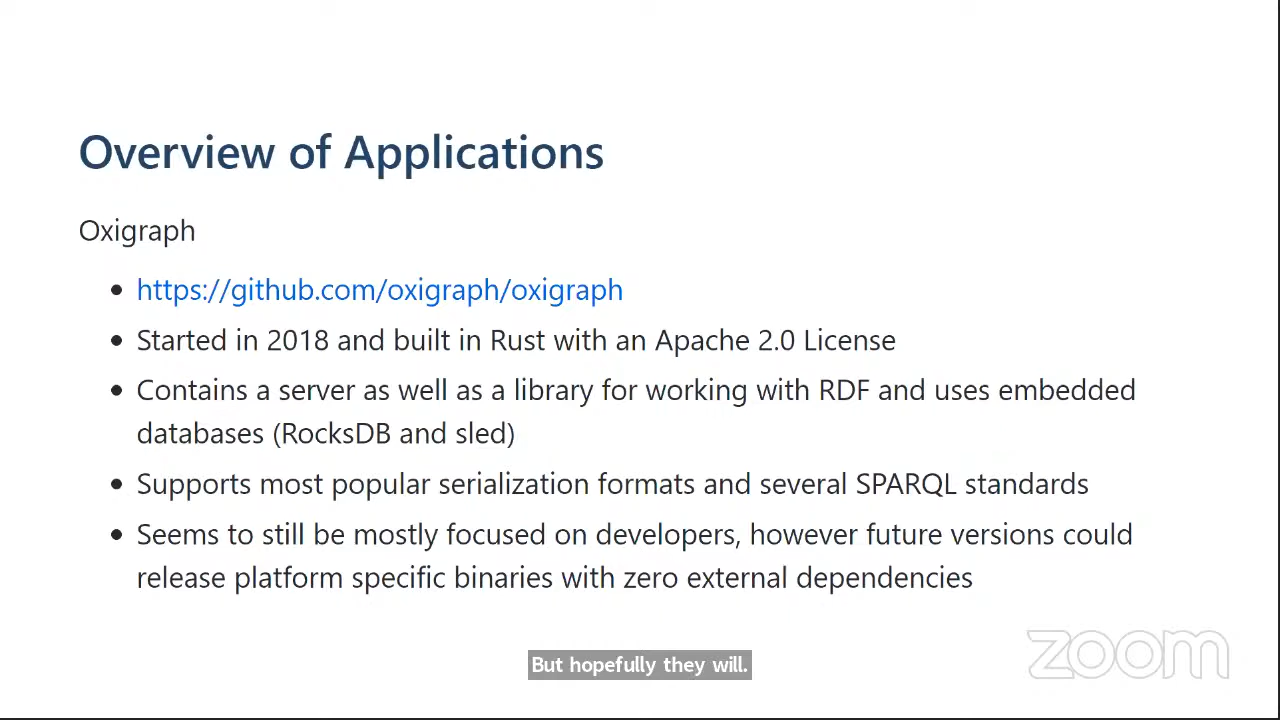 Overview of Applications
Oxigraph
https://github.com/oxigraph/oxigraph
Started in 2018 and built in Rust with an Apache 2.0 License
Contains a server as well as a library for working with RDF and uses embedded
databases (RocksDB and sled)
Supports most popular serialization formats and several SPARQL standards
Seems to still be mostly focused on developers, however future versions could
release platform specific binaries with zero external dependencies
But hopefully they will.
zoom